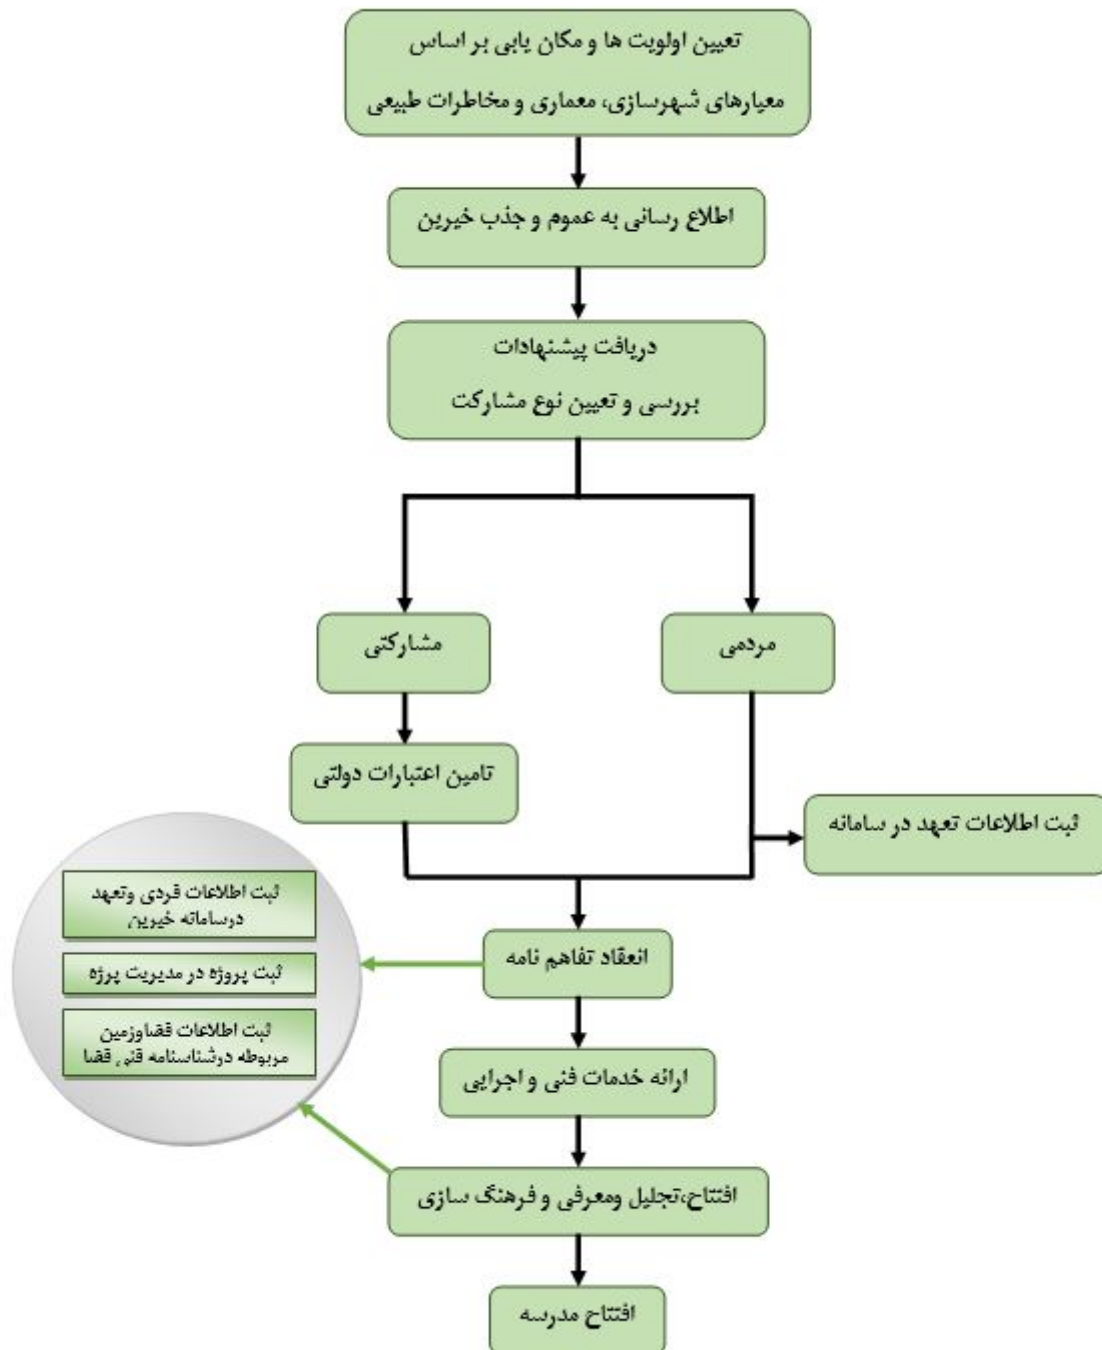 تعیین اولویت ها و مکان یابی بر اساس
معیارهای شهرسازی، معماری و مخاطرات طبیعی
اطلاع رسانی به عموم و جذب خیرین
دریافت پیشنهادات
بررسی و تعیین نوع مشارکت
مردمی
مشارکتی
تامین اعتبارات دولتی
ثبت اطلاعات تعهد در سامانه
انعقاد تفاهم نامه
ثبت اطلاعات فردی وتعهد
درسامانه خیرین
ثبت پروژه در مدیریت پرژه
ثبت اطلاعات فضاوزمین
مربوطه درشناسنامه فنی فضا
ارائه خدمات فنی و اجرایی
افتتاح،تجلیل ومعرفی و فرهنگ سازی
افتتاح مدرسه